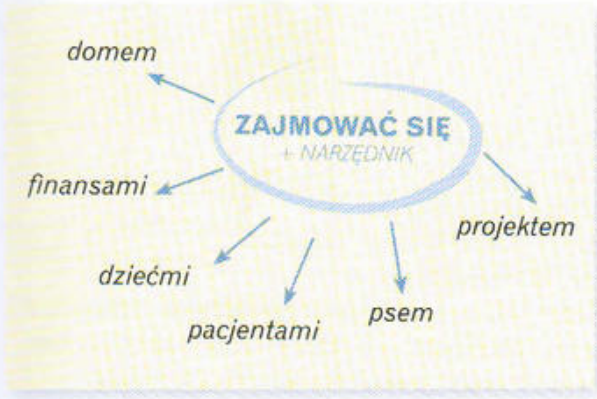 domem
ZAJMOWAĆ SIĘ
+ NARZĘDNIK
finansami
projektem
dziećmi
pacjentami
psem